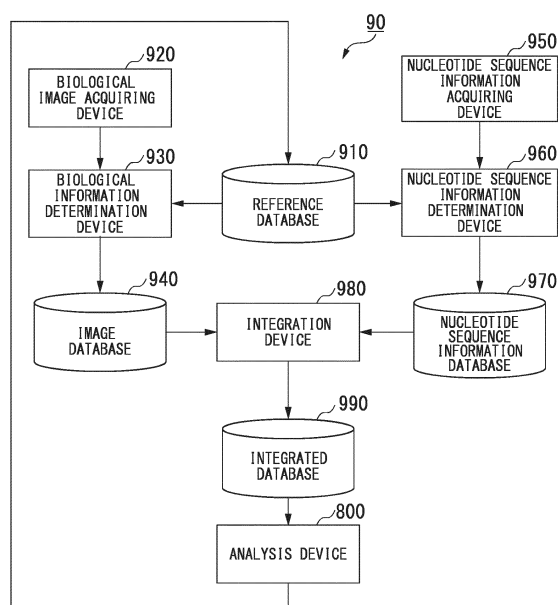 90
920
BIOLOGICAL
IMAGE ACQUIRING
DEVICE
950
NUCLEOTIDE SEQUENCE
INFORMATION
ACQUIRING
DEVICE
930
BIOLOGICAL
INFORMATION
DETERMINATION
DEVICE
910
REFERENCE
DATABASE
960
NUCLEOTIDE SEQUENCE
INFORMATION
DETERMINATION
DEVICE
940
IMAGE
DATABASE
980
INTEGRATION
DEVICE
970
NUCLEOTIDE
SEQUENCE
INFORMATION
DATABASE
990
INTEGRATED
DATABASE
800
ANALYSIS DEVICE